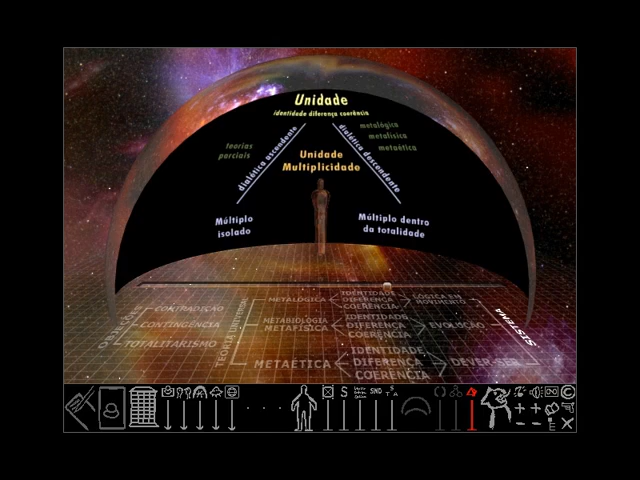 Unidade
identidade diferença coerência
dialética ascendente
dialética descendente
metalógica
metafísica
metaética
teorias
parciais
Unidade
Multiplicidade
Múltiplo
isolado
Múltiplo dentro
da totalidade
OBJEÇÕES
CONTRADIÇÃO
CONTINGÊNCIA
TOTALITARISMO
TEORIA UNIVERSAL
METALÓGICA
IDENTIDADE
DIFERENÇA
COERÊNCIA
LÓGICA EM
MOVIMENTO
METABIOLOGIA
METAFÍSICA
IDENTIDADE
DIFERENÇA
COERÊNCIA
EVOLUÇÃO
METAÉTICA
IDENTIDADE
DIFERENÇA
COERÊNCIA
DEVER-SER
SISTEMA